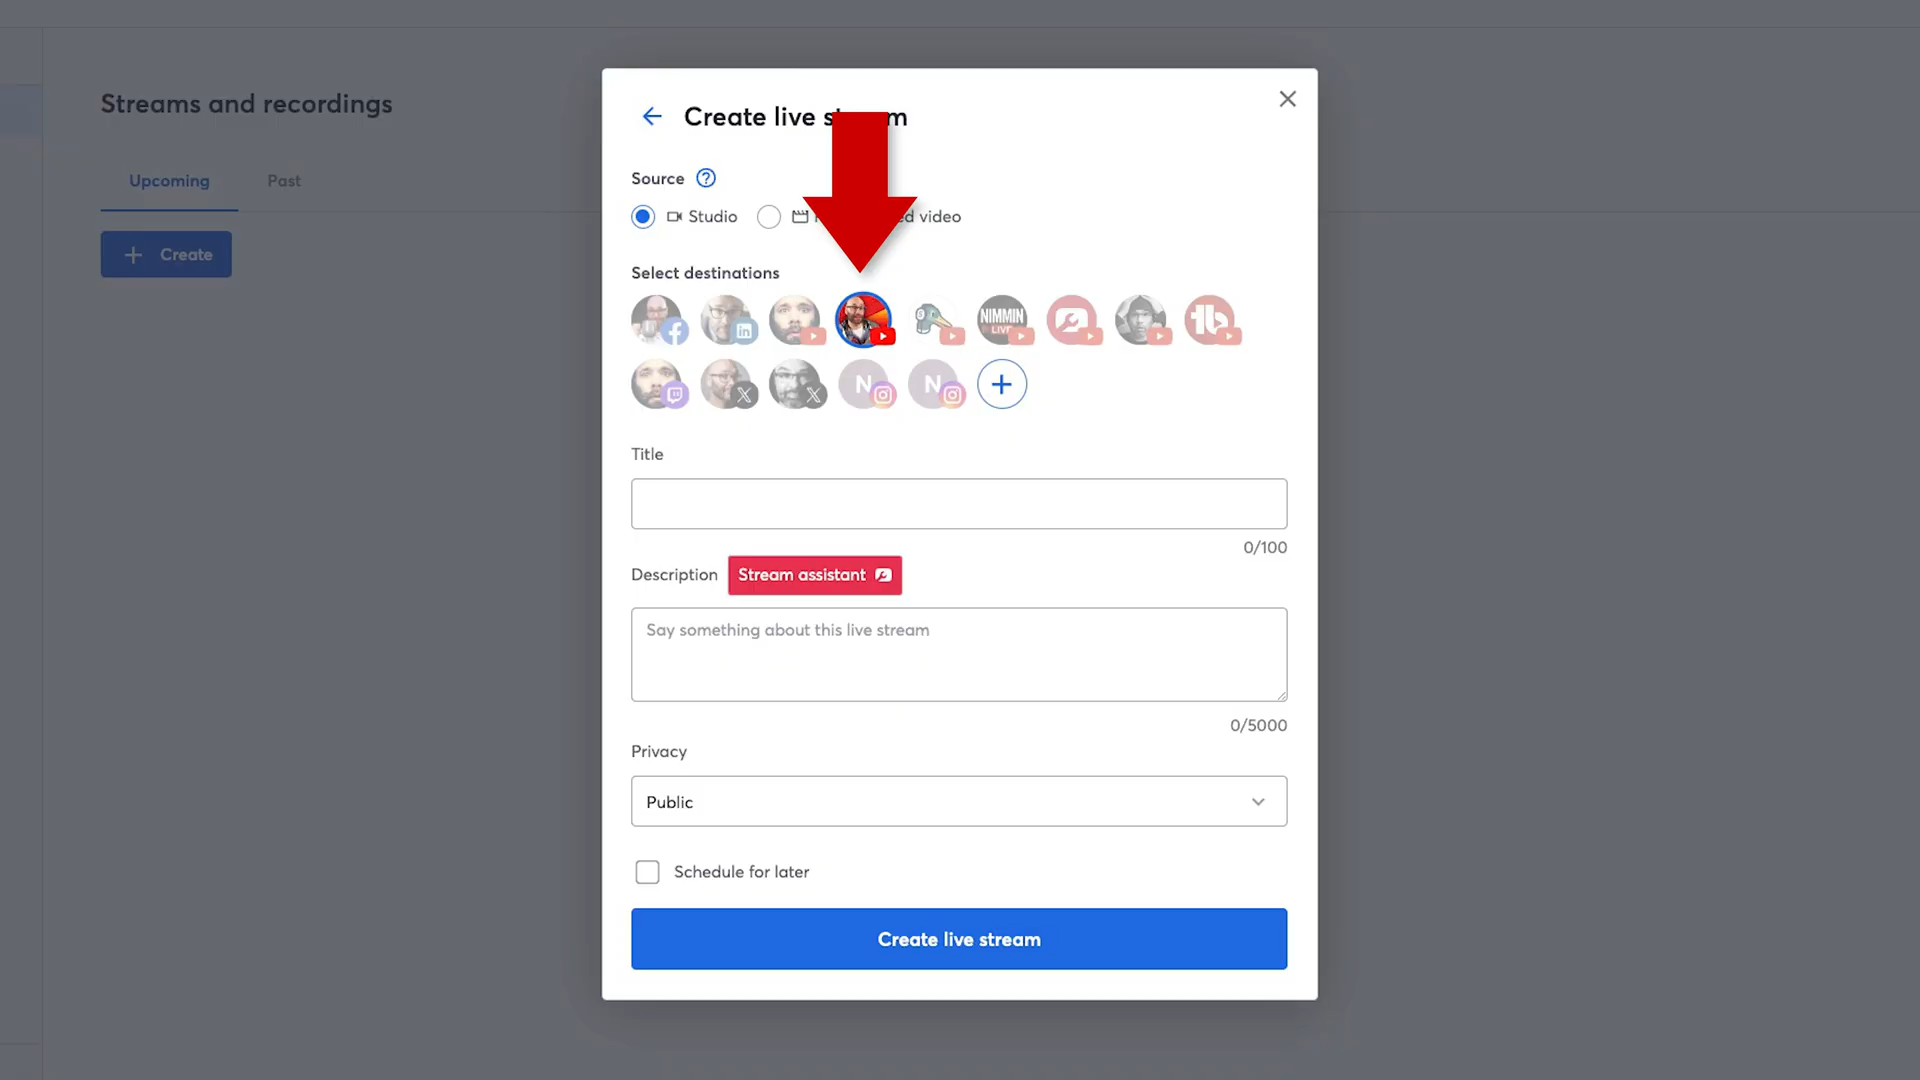 Streams and recordings
Upcoming
Past
Create
Create live
Source
Studio
video
Select destinations
NIMMIN
LIVE
N
N
Title
0/100
Description
Stream assistant
Say something about this live stream
0/5000
Privacy
Public
Schedule for later
Create live stream